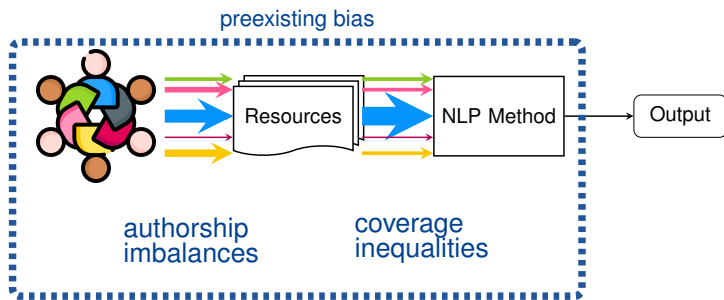 preexisting bias
Resources
NLP Method
Output
authorship
imbalances
coverage
inequalities